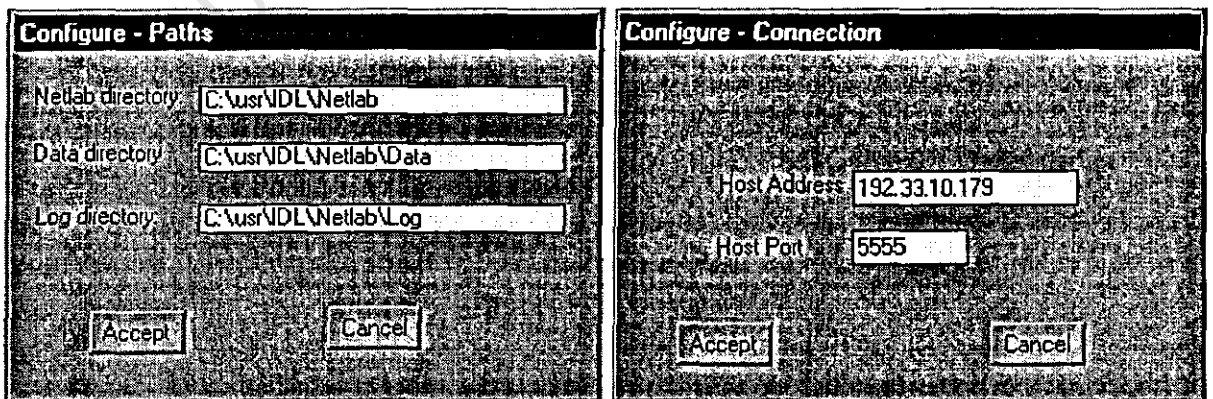 Configure - Paths
Netlab directory: C:\usr\IDL\Netlab
Data directory: C:\usr\IDL\Netlab\Data
Log directory: C:\usr\IDL\Netlab\Log
Accept Cancel
Configure - Connection
Host Address 192.33.10.179
Host Port 5555
Accept Cancel